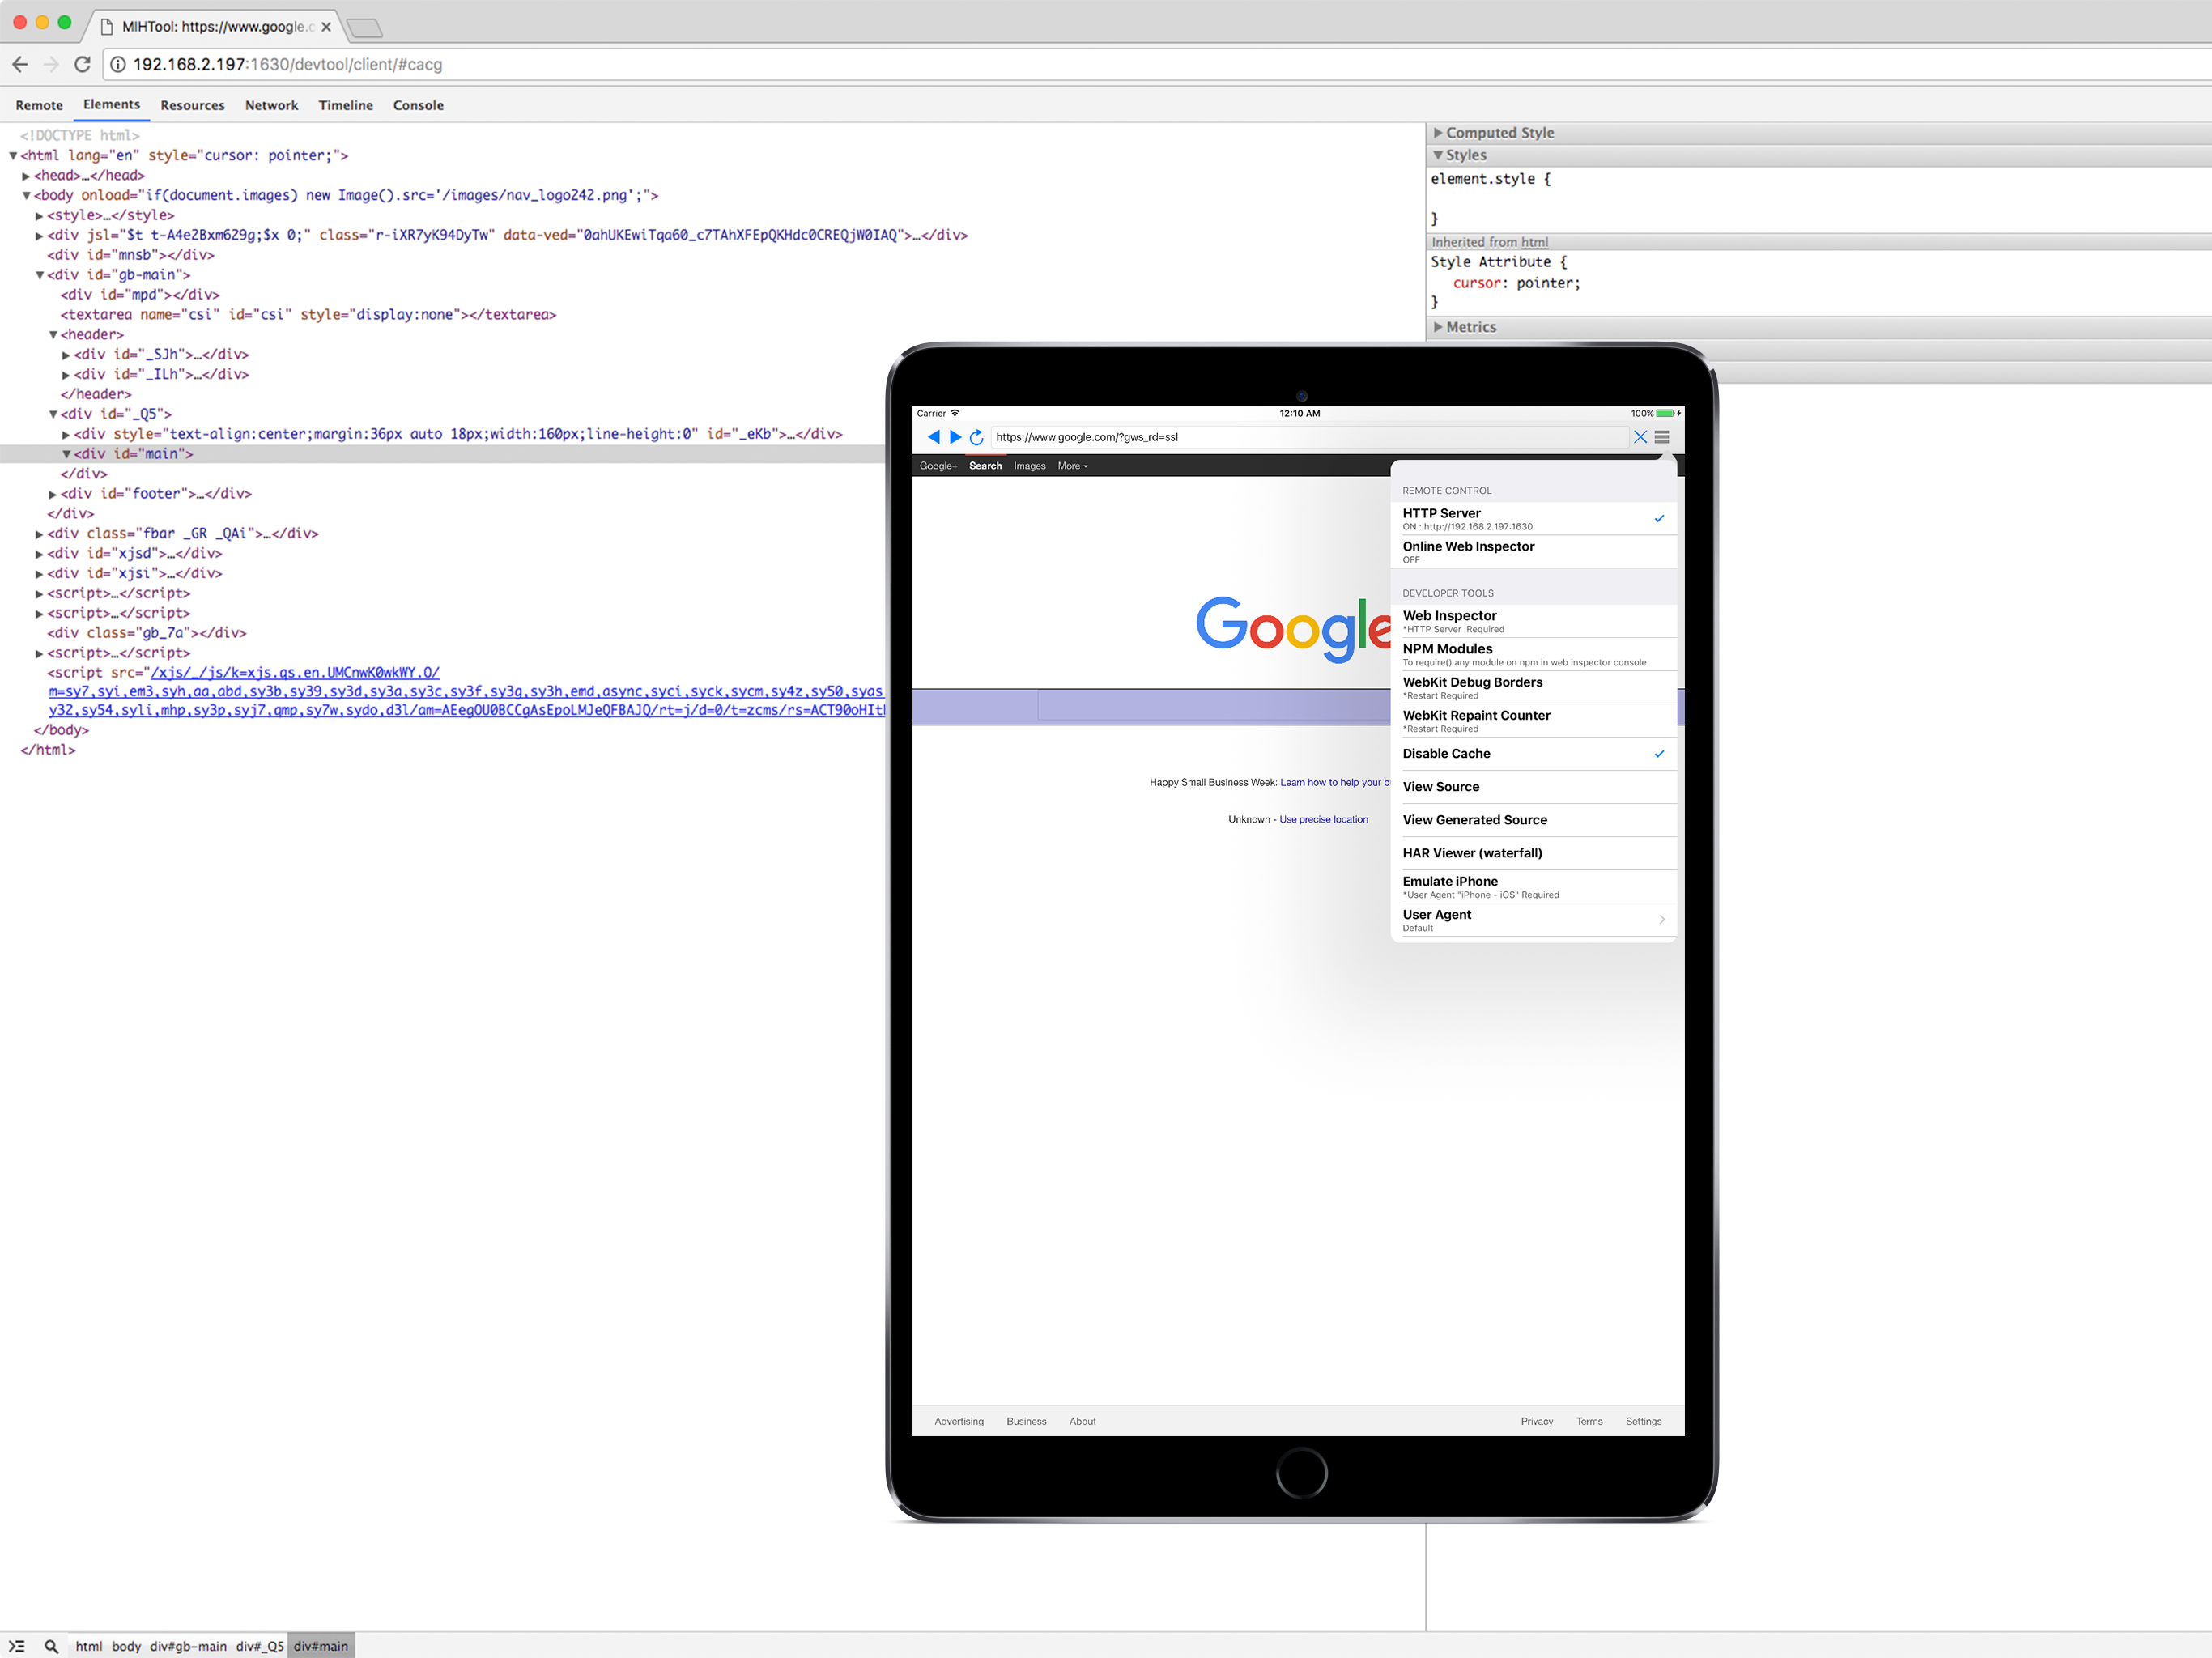 MIHTool: https://www.google.c
192.168.2.197:1630/devtool/client/#cacg
Remote Elements Resources Network Timeline Console
<!DOCTYPE html>
<html lang="en" style="cursor: pointer;">
<head>…</head>
<body onload="if(document.images) new Image().src='/images/nav_logo242.png';">
<style>…</style>
<div jsl="$t t-A4e2Bxm629g;$x 0;" class="r-iXR7yK94DyTw" data-ved="0ahUKEwiTqa60_c7TAhXFEpQKHdc0CREQjW0IAQ">…</div>
<div id="mnsb"></div>
<div id="gb-main">
<div id="mpd"></div>
<textarea name="csi" id="csi" style="display:none"></textarea>
<header>
<div id="_SJh">…</div>
<div id="_ILh">…</div>
</header>
<div id="_Q5">
<div style="text-align:center;margin:36px auto 18px;width:160px;line-height:0" id="_eKb">…</div>
<div id="main">
</div>
<div id="footer">…</div>
</div>
<div class="fbar _GR _QAi">…</div>
<div id="xjsd">…</div>
<div id="xjsi">…</div>
<script>…</script>
<script>…</script>
<div class="gb_7a"></div>
<script>…</script>
<script src="/xjs/_/js/k=xjs.qs.en.UMCnwK0wkWY.O/
m=sy7,syi,em3,syh,aa,abd,sy3b,sy39,sy3d,sy3a,sy3c,sy3f,sy3g,sy3h,emd,async,syci,syck,sycm,sy4z,sy50,syas
y32,sy54,syli,mhp,sy3p,syj7,qmp,sy7w,sydo,d3l/am=AEegOU0BCCgAsEpoLMJeQFBAJQ/rt=j/d=0/t=zcms/rs=ACT90oHIt
</body>
</html>
Computed Style
Styles
element.style {
}
Inherited from html
Style Attribute {
cursor: pointer;
}
Metrics
Carrier 12:10 AM 100%
https://www.google.com/?gws_rd=ssl
Google+ Search Images More
Google
Happy Small Business Week: Learn how to help your b
Unknown - Use precise location
REMOTE CONTROL
HTTP Server
ON : http://192.168.2.197:1630
Online Web Inspector
OFF
DEVELOPER TOOLS
Web Inspector
*HTTP Server Required
NPM Modules
To require() any module on npm in web inspector console
WebKit Debug Borders
*Restart Required
WebKit Repaint Counter
*Restart Required
Disable Cache
View Source
View Generated Source
HAR Viewer (waterfall)
Emulate iPhone
*User Agent "iPhone - iOS" Required
User Agent
Default
Advertising Business About Privacy Terms Settings
html body div#gb-main div#_Q5 div#main